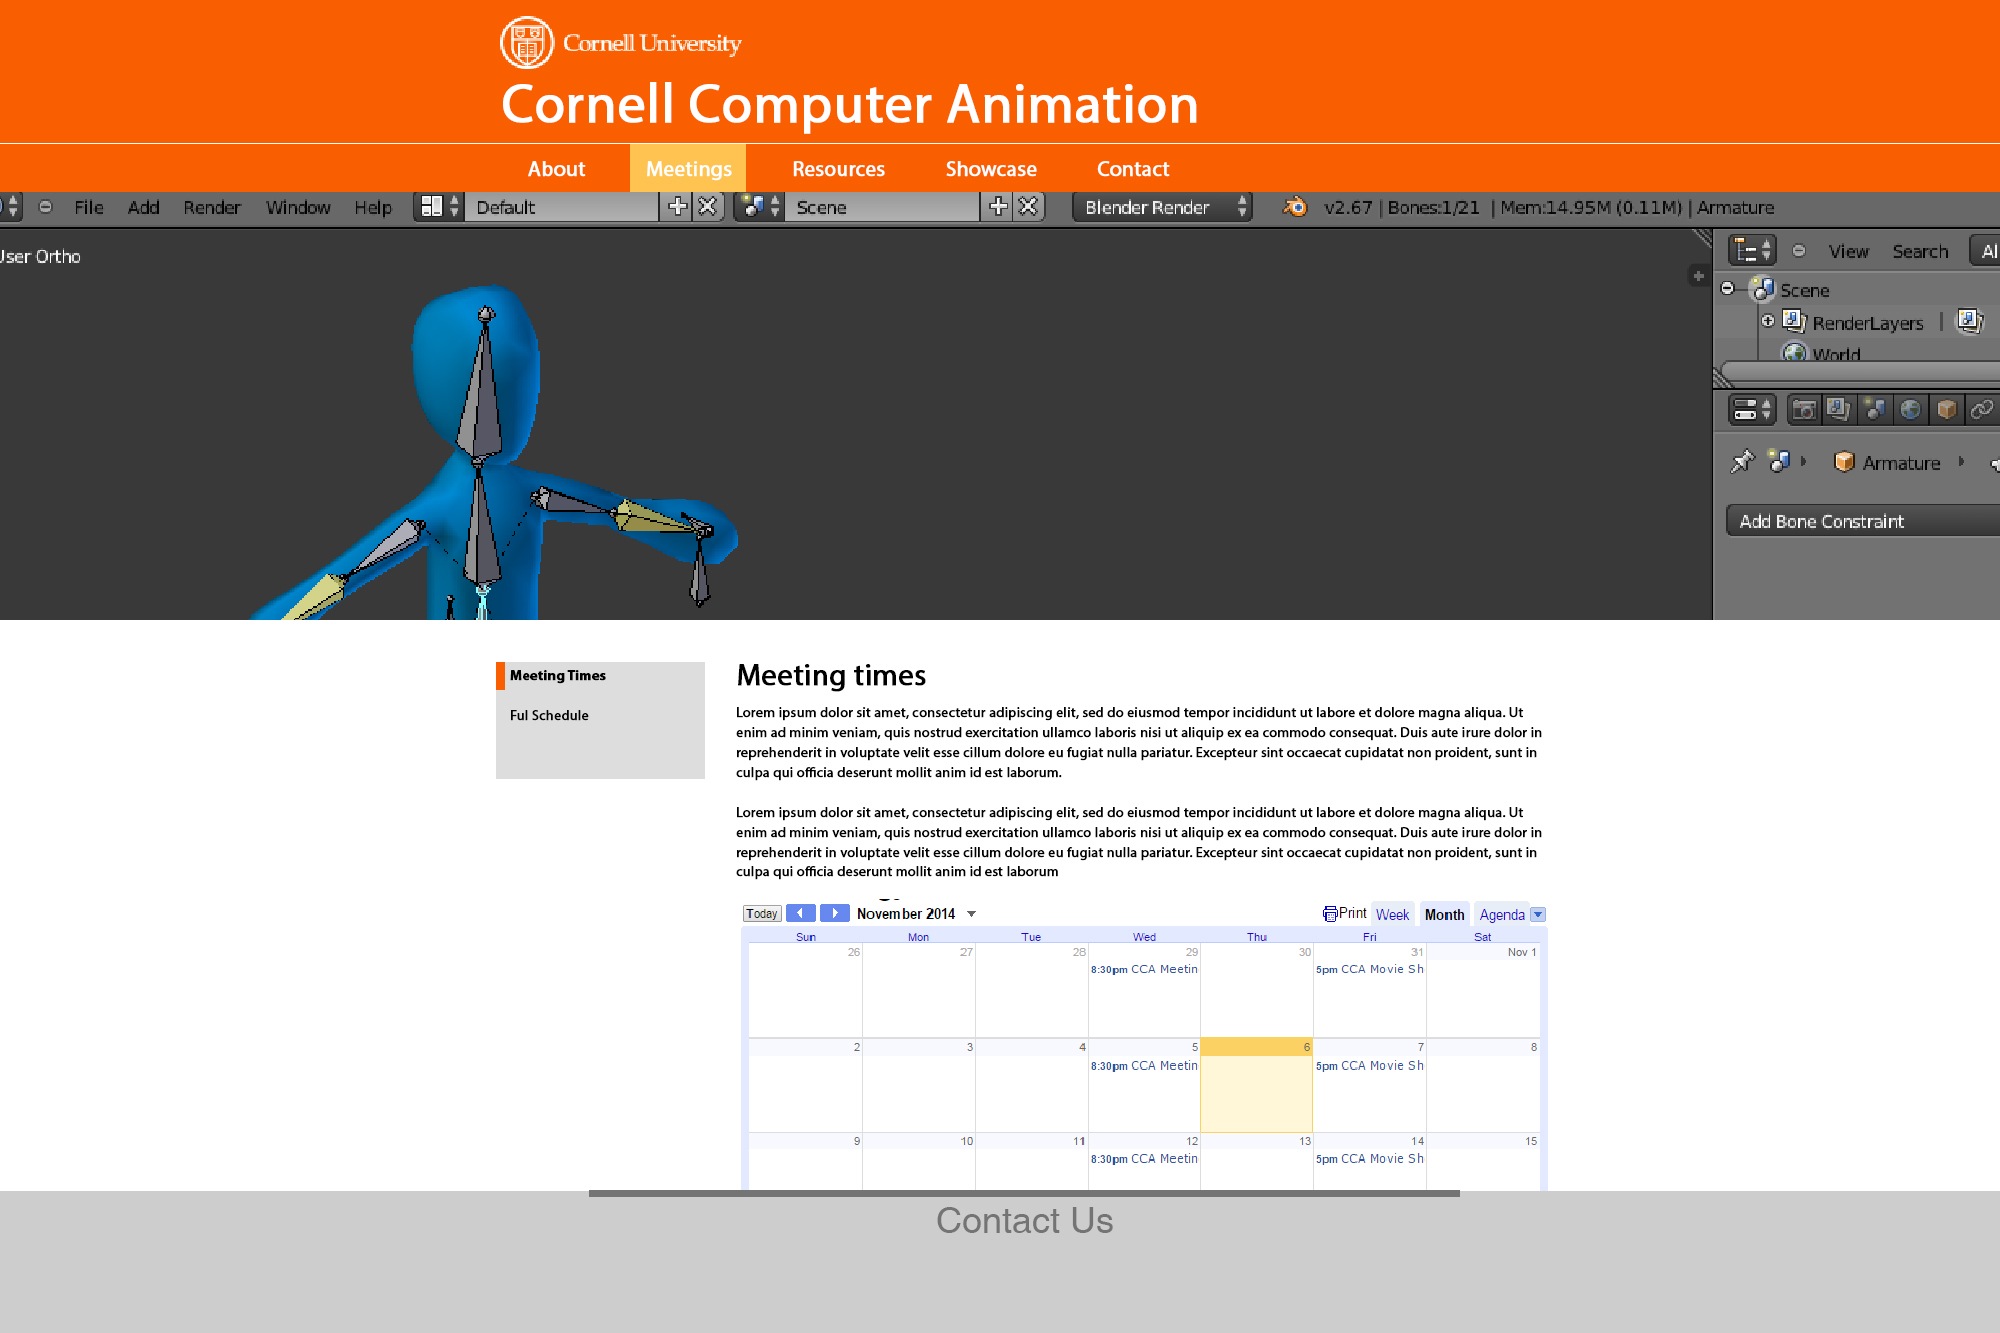 Cornell University
Cornell Computer Animation
About Meetings Resources Showcase Contact
File Add Render Window Help Default Scene Blender Render v2.67 | Bones:1/21 | Mem:14.95M (0.11M) | Armature
User Ortho
View Search Al
Scene
RenderLayers
World
Armature
Add Bone Constraint
Meeting Times
Ful Schedule
Meeting times
Lorem ipsum dolor sit amet, consectetur adipiscing elit, sed do eiusmod tempor incididunt ut labore et dolore magna aliqua. Ut
enim ad minim veniam, quis nostrud exercitation ullamco laboris nisi ut aliquip ex ea commodo consequat. Duis aute irure dolor in
reprehenderit in voluptate velit esse cillum dolore eu fugiat nulla pariatur. Excepteur sint occaecat cupidatat non proident, sunt in
culpa qui officia deserunt mollit anim id est laborum.
Lorem ipsum dolor sit amet, consectetur adipiscing elit, sed do eiusmod tempor incididunt ut labore et dolore magna aliqua. Ut
enim ad minim veniam, quis nostrud exercitation ullamco laboris nisi ut aliquip ex ea commodo consequat. Duis aute irure dolor in
reprehenderit in voluptate velit esse cillum dolore eu fugiat nulla pariatur. Excepteur sint occaecat cupidatat non proident, sunt in
culpa qui officia deserunt mollit anim id est laborum
Today November 2014 Print Week Month Agenda
Sun Mon Tue Wed Thu Fri Sat
26 27 28 29 30 31 Nov 1
8:30pm CCA Meetin 5pm CCA Movie Sh
2 3 4 5 6 7 8
8:30pm CCA Meetin 5pm CCA Movie Sh
9 10 11 12 13 14 15
8:30pm CCA Meetin 5pm CCA Movie Sh
Contact Us